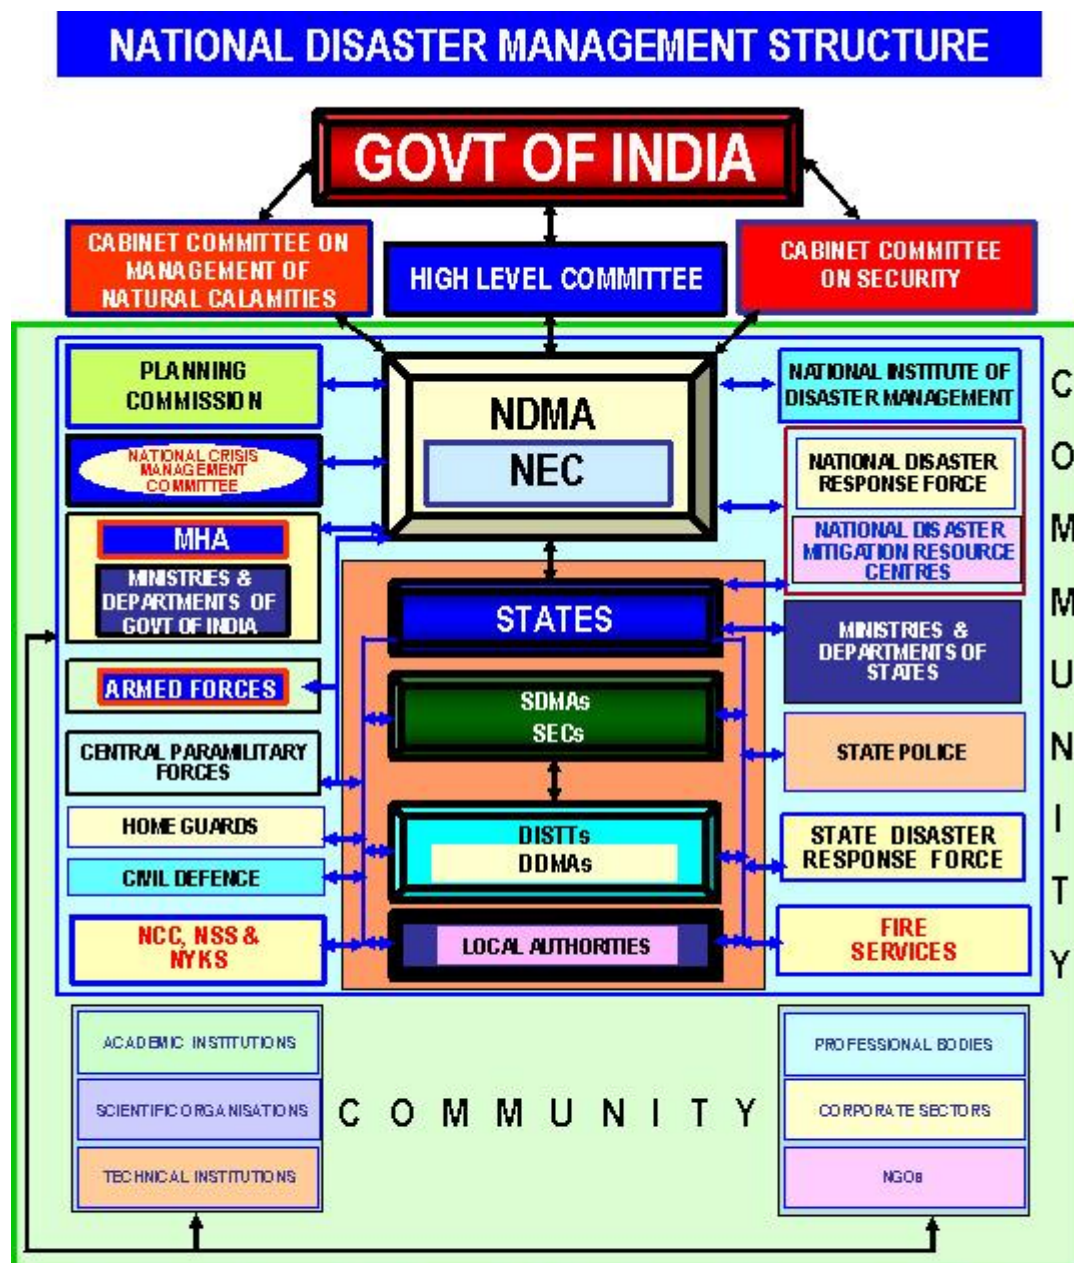 NATIONAL DISASTER MANAGEMENT STRUCTURE
GOVT OF INDIA
CABINET COMMITTEE ON
MANAGEMENT OF
NATURAL CALAMITIES
HIGH LEVEL COMMITTEE
CABINET COMMITTEE
ON SECURITY
PLANNING
COMMISSION
NATIONAL CRISIS
MANAGEMENT
COMMITTEE
MHA
MINISTRIES &
DEPARTMENTS OF
GOVT OF INDIA
ARMED FORCES
CENTRAL PARAMILITARY
FORCES
HOME GUARDS
CIVIL DEFENCE
NCC, NSS &
NYKS
NDMA
NEC
STATES
SDMAs
SECs
DISTTs
DDMAs
LOCAL AUTHORITIES
NATIONAL INSTITUTE OF
DISASTER MANAGEMENT
NATIONAL DISASTER
RESPONSE FORCE
NATIONAL DISASTER
MITIGATION RESOURCE
CENTRES
MINISTRIES &
DEPARTMENTS OF
STATES
STATE POLICE
STATE DISASTER
RESPONSE FORCE
FIRE
SERVICES
COMMUNITY
ACADEMIC INSTITUTIONS
SCIENTIFIC ORGANISATIONS
TECHNICAL INSTITUTIONS
COMMUNITY
PROFESSIONAL BODIES
CORPORATE SECTORS
NGOs